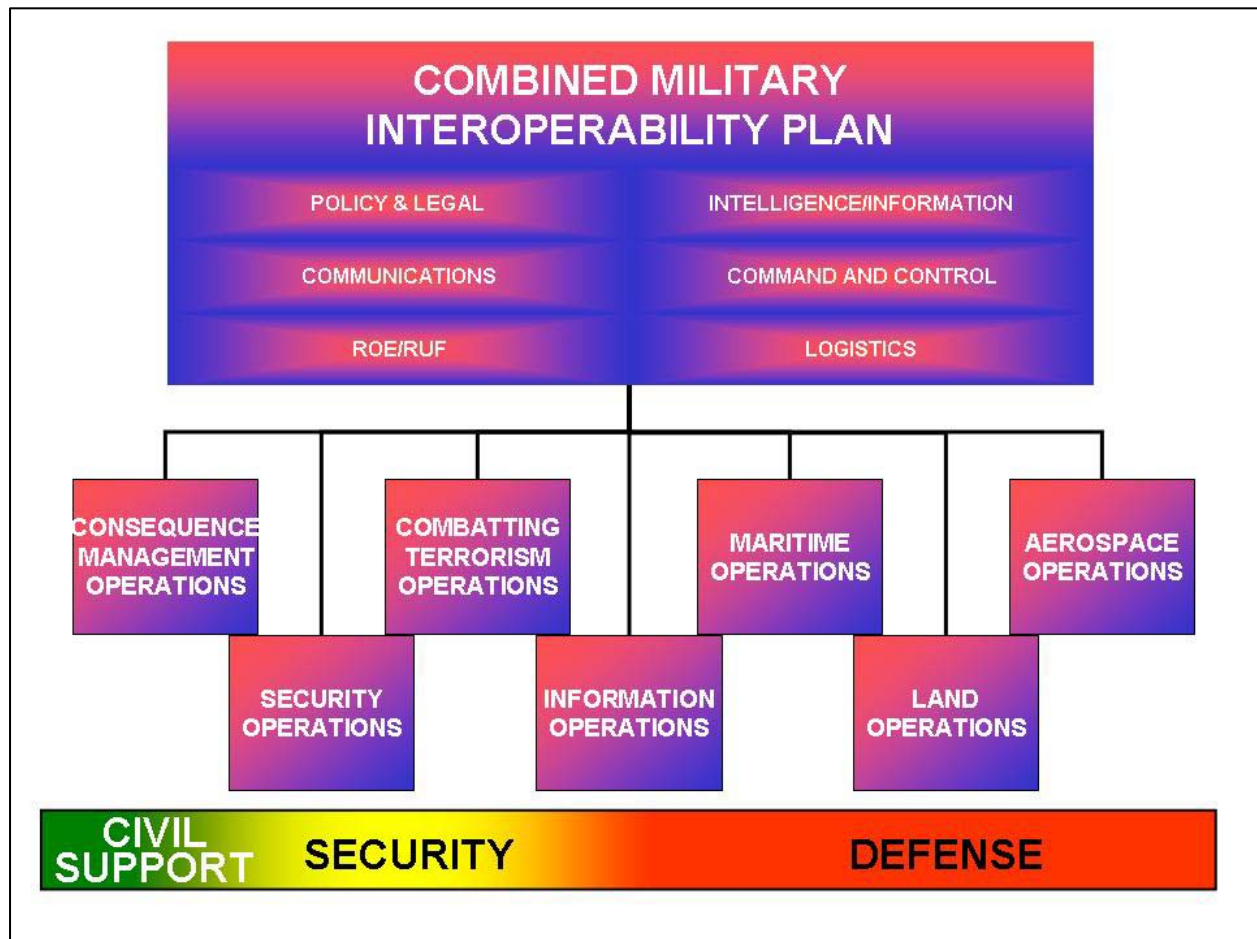 COMBINED MILITARY
INTEROPERABILITY PLAN
POLICY & LEGAL
INTELLIGENCE/INFORMATION
COMMUNICATIONS
COMMAND AND CONTROL
ROE/RUF
LOGISTICS
CONSEQUENCE
MANAGEMENT
OPERATIONS
COMBATTING
TERRORISM
OPERATIONS
MARITIME
OPERATIONS
AEROSPACE
OPERATIONS
SECURITY
OPERATIONS
INFORMATION
OPERATIONS
LAND
OPERATIONS
CIVIL
SUPPORT
SECURITY
DEFENSE